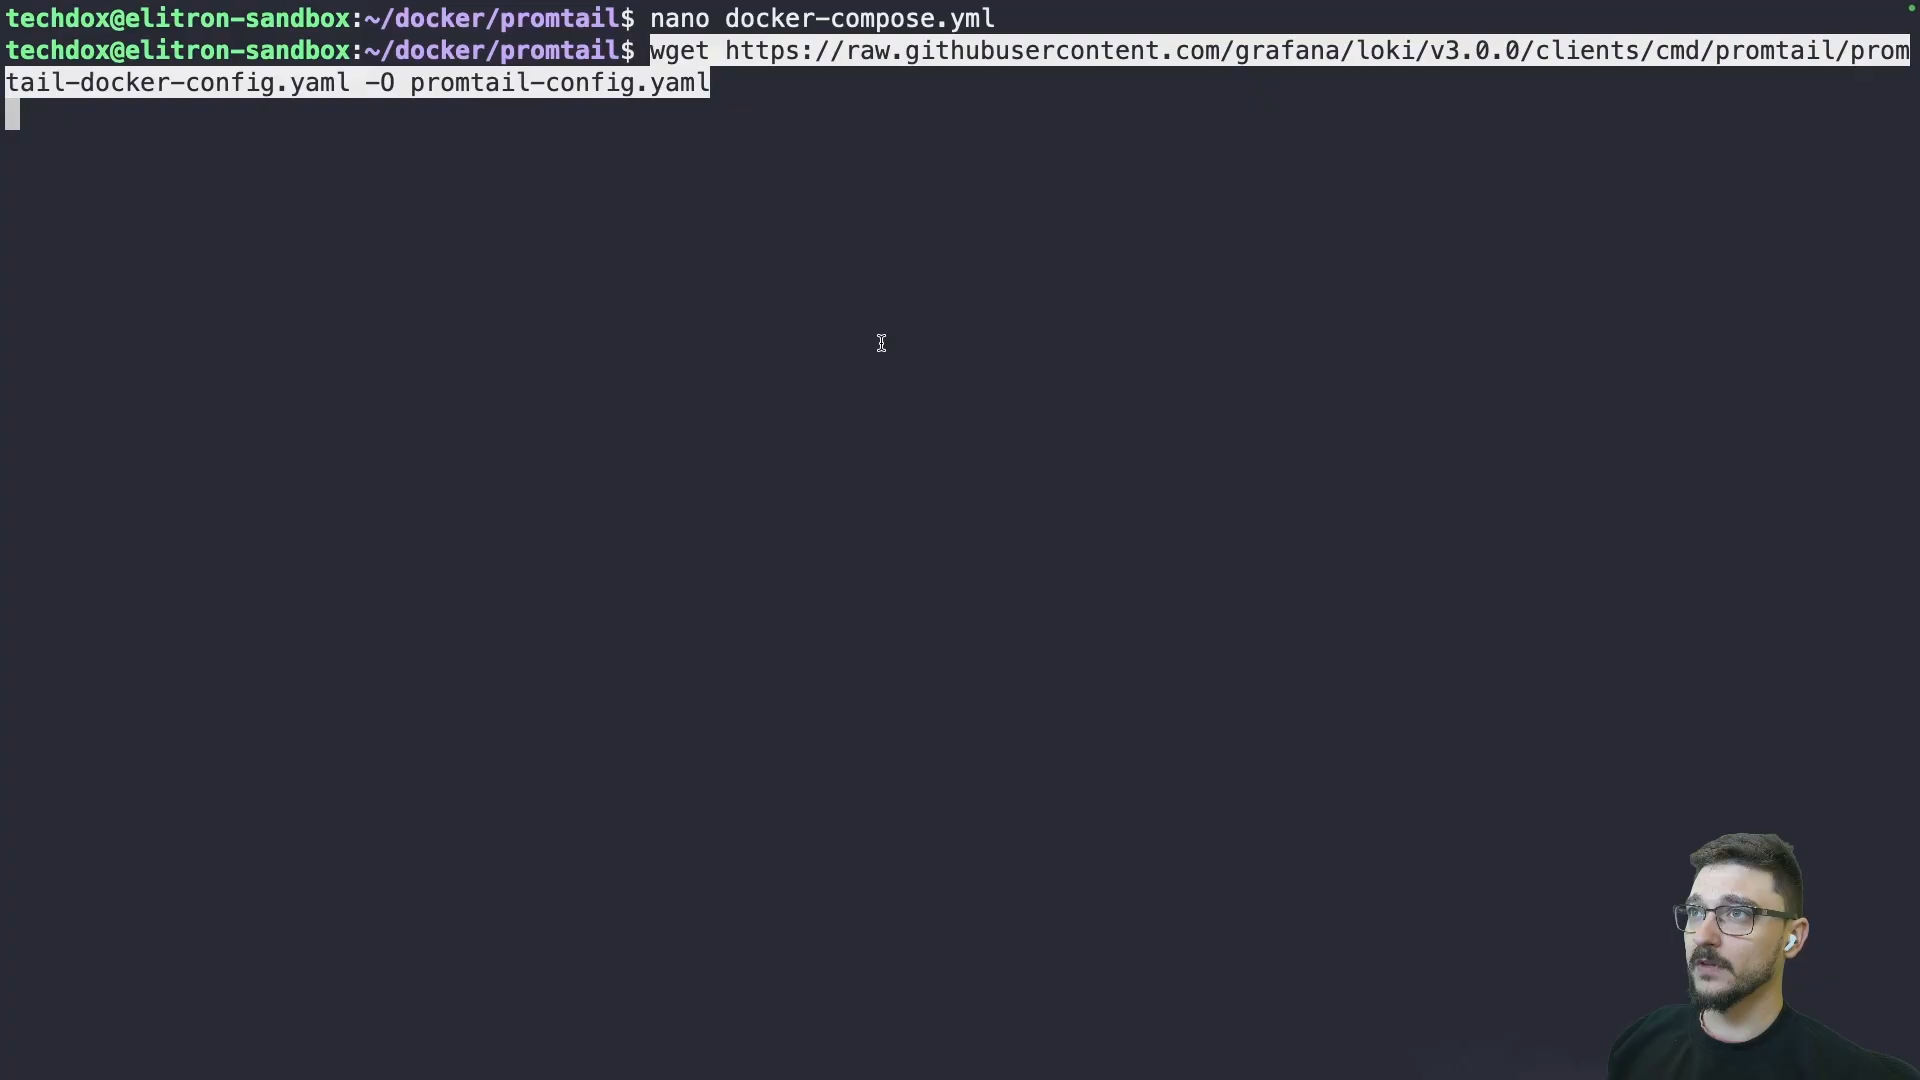 techdox@elitron-sandbox:~/docker/promtail$ nano docker-compose.yml
techdox@elitron-sandbox:~/docker/promtail$ wget https://raw.githubusercontent.com/grafana/loki/v3.0.0/clients/cmd/promtail/prom
tail-docker-config.yaml -O promtail-config.yaml